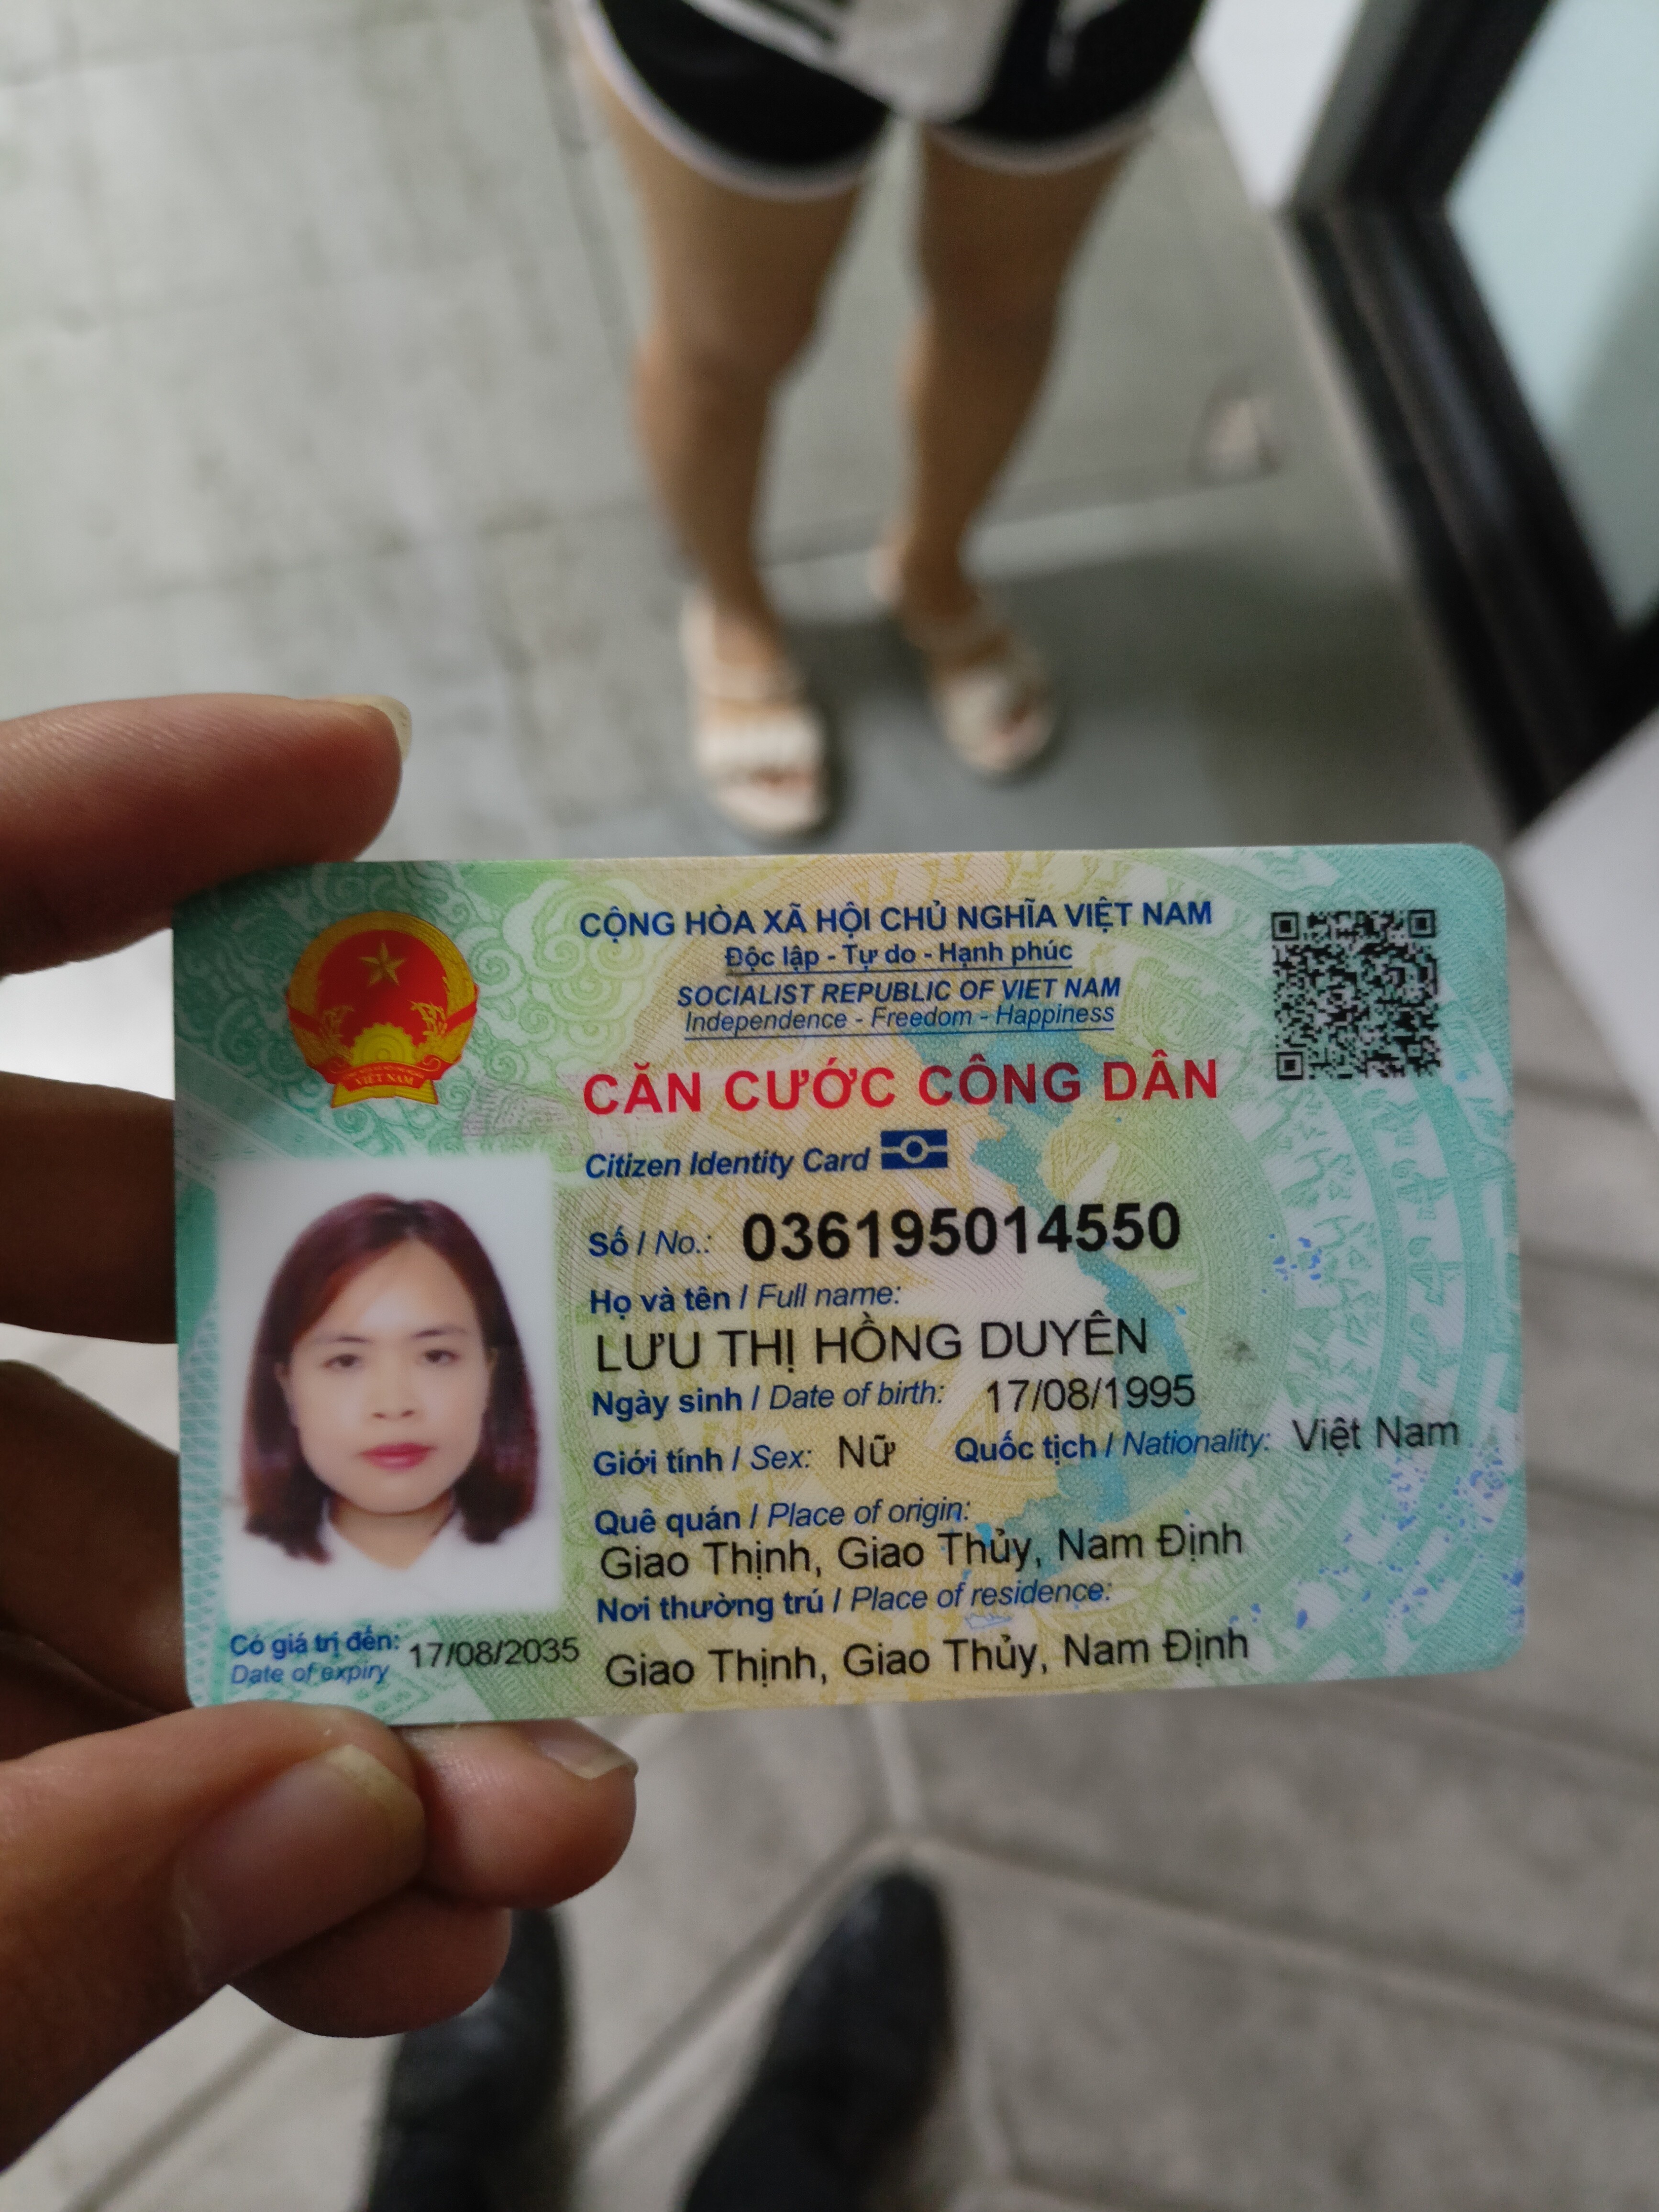 CỘNG HÒA XÃ HỘI CHỦ NGHĨA VIỆT NAM
Độc lập - Tự do - Hạnh phúc
SOCIALIST REPUBLIC OF VIET NAM
Independence - Freedom - Happiness
CĂN CƯỚC CÔNG DÂN
Citizen Identity Card
Số / No.: 036195014550
Họ và tên / Full name:
LƯU THỊ HỒNG DUYÊN
Ngày sinh / Date of birth: 17/08/1995
Giới tính / Sex: Nữ Quốc tịch / Nationality: Việt Nam
Quê quán / Place of origin:
Giao Thịnh, Giao Thủy, Nam Định
Nơi thường trú / Place of residence:
Giao Thịnh, Giao Thủy, Nam Định
Có giá trị đến: 17/08/2035
Date of expiry
VIỆT NAM